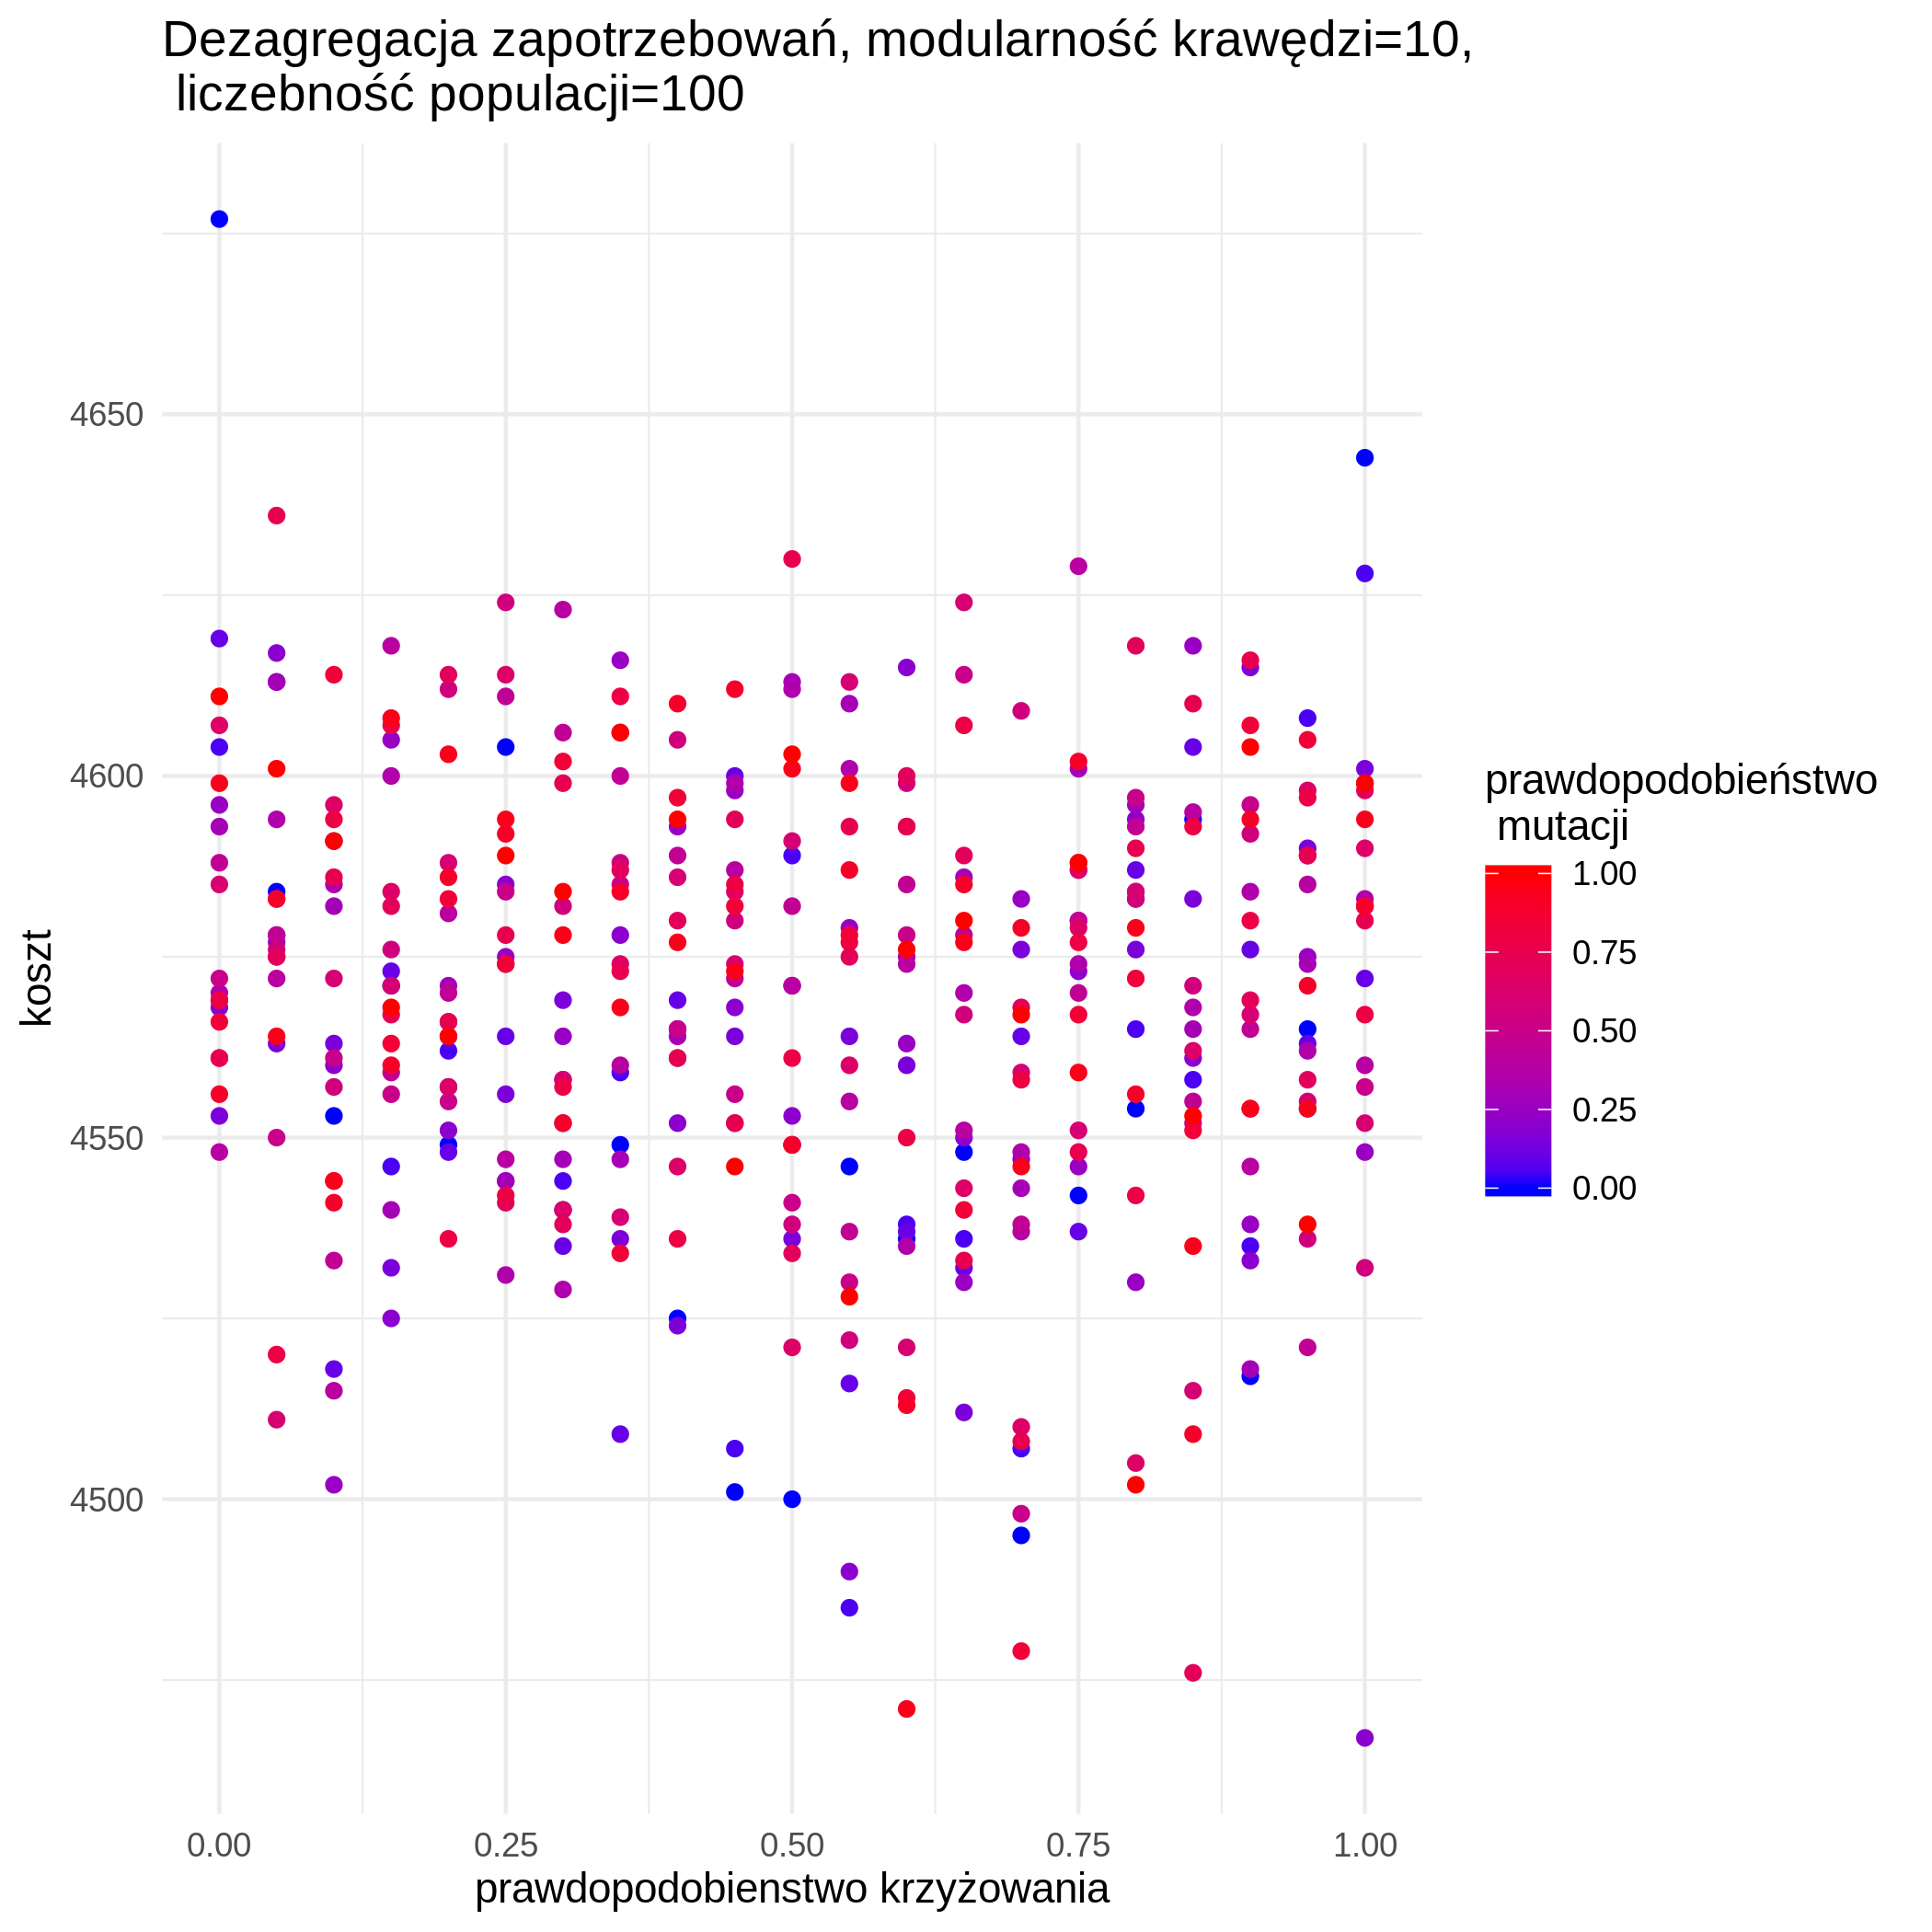 Dezagregacja zapotrzebowań, modularność krawędzi=10,
liczebność populacji=100
koszt
4650
4600
4550
4500
0.00 0.25 0.50 0.75 1.00
prawdopodobienstwo krzyżowania
prawdopodobieństwo
mutacji
1.00
0.75
0.50
0.25
0.00